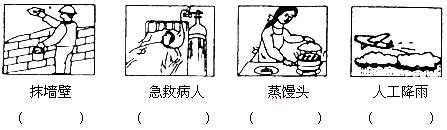 抹墙壁 急救病人 蒸馒头 人工降雨
( ) ( ) ( ) ( )